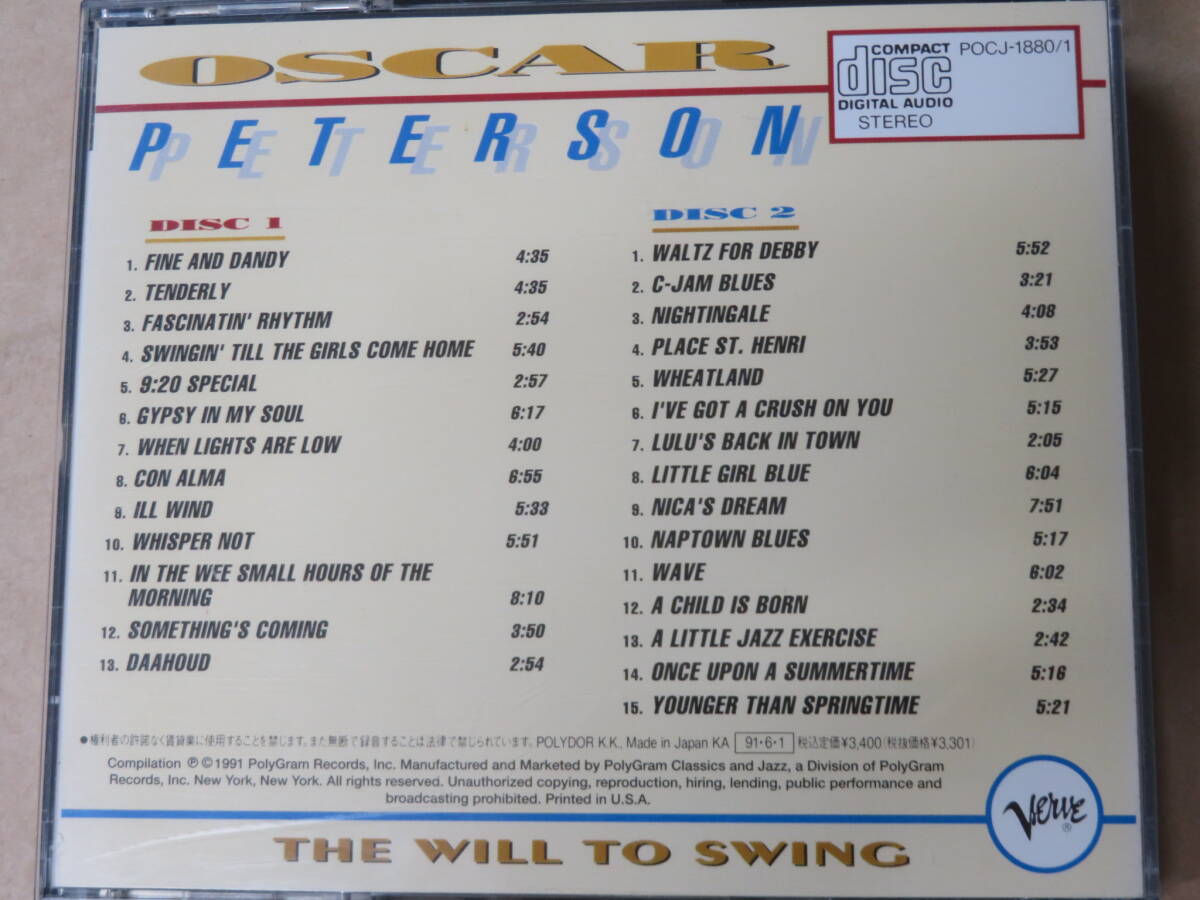 OSCAR
PETERSON
COMPACT
disc
DIGITAL AUDIO
STEREO
POCJ-1880/1
DISC 1
1. FINE AND DANDY 4:35
2. TENDERLY 4:35
3. FASCINATIN' RHYTHM 2:54
4. SWINGIN' TILL THE GIRLS COME HOME 5:40
5. 9:20 SPECIAL 2:57
6. GYPSY IN MY SOUL 6:17
7. WHEN LIGHTS ARE LOW 4:00
8. CON ALMA 6:55
9. ILL WIND 5:33
10. WHISPER NOT 5:51
11. IN THE WEE SMALL HOURS OF THE
MORNING 8:10
12. SOMETHING'S COMING 3:50
13. DAAHOUD 2:54
DISC 2
1. WALTZ FOR DEBBY 5:52
2. C-JAM BLUES 3:21
3. NIGHTINGALE 4:08
4. PLACE ST. HENRI 3:53
5. WHEATLAND 5:27
6. I'VE GOT A CRUSH ON YOU 5:15
7. LULU'S BACK IN TOWN 2:05
8. LITTLE GIRL BLUE 6:04
9. NICA'S DREAM 7:51
10. NAPTOWN BLUES 5:17
11. WAVE 6:02
12. A CHILD IS BORN 2:34
13. A LITTLE JAZZ EXERCISE 2:42
14. ONCE UPON A SUMMERTIME 5:16
15. YOUNGER THAN SPRINGTIME 5:21
●権利者の許諾なく賃貸業に使用することを禁じます。また無断で録音することは法律で禁じられています。POLYDOR K.K., Made in Japan KA 91・6・1 税込定価¥3,400(税抜価格¥3,301)
Compilation ℗©1991 PolyGram Records, Inc. Manufactured and Marketed by PolyGram Classics and Jazz, a Division of PolyGram
Records, Inc. New York, New York. All rights reserved. Unauthorized copying, reproduction, hiring, lending, public performance and
broadcasting prohibited. Printed in U.S.A.
VERVE
®
THE WILL TO SWING